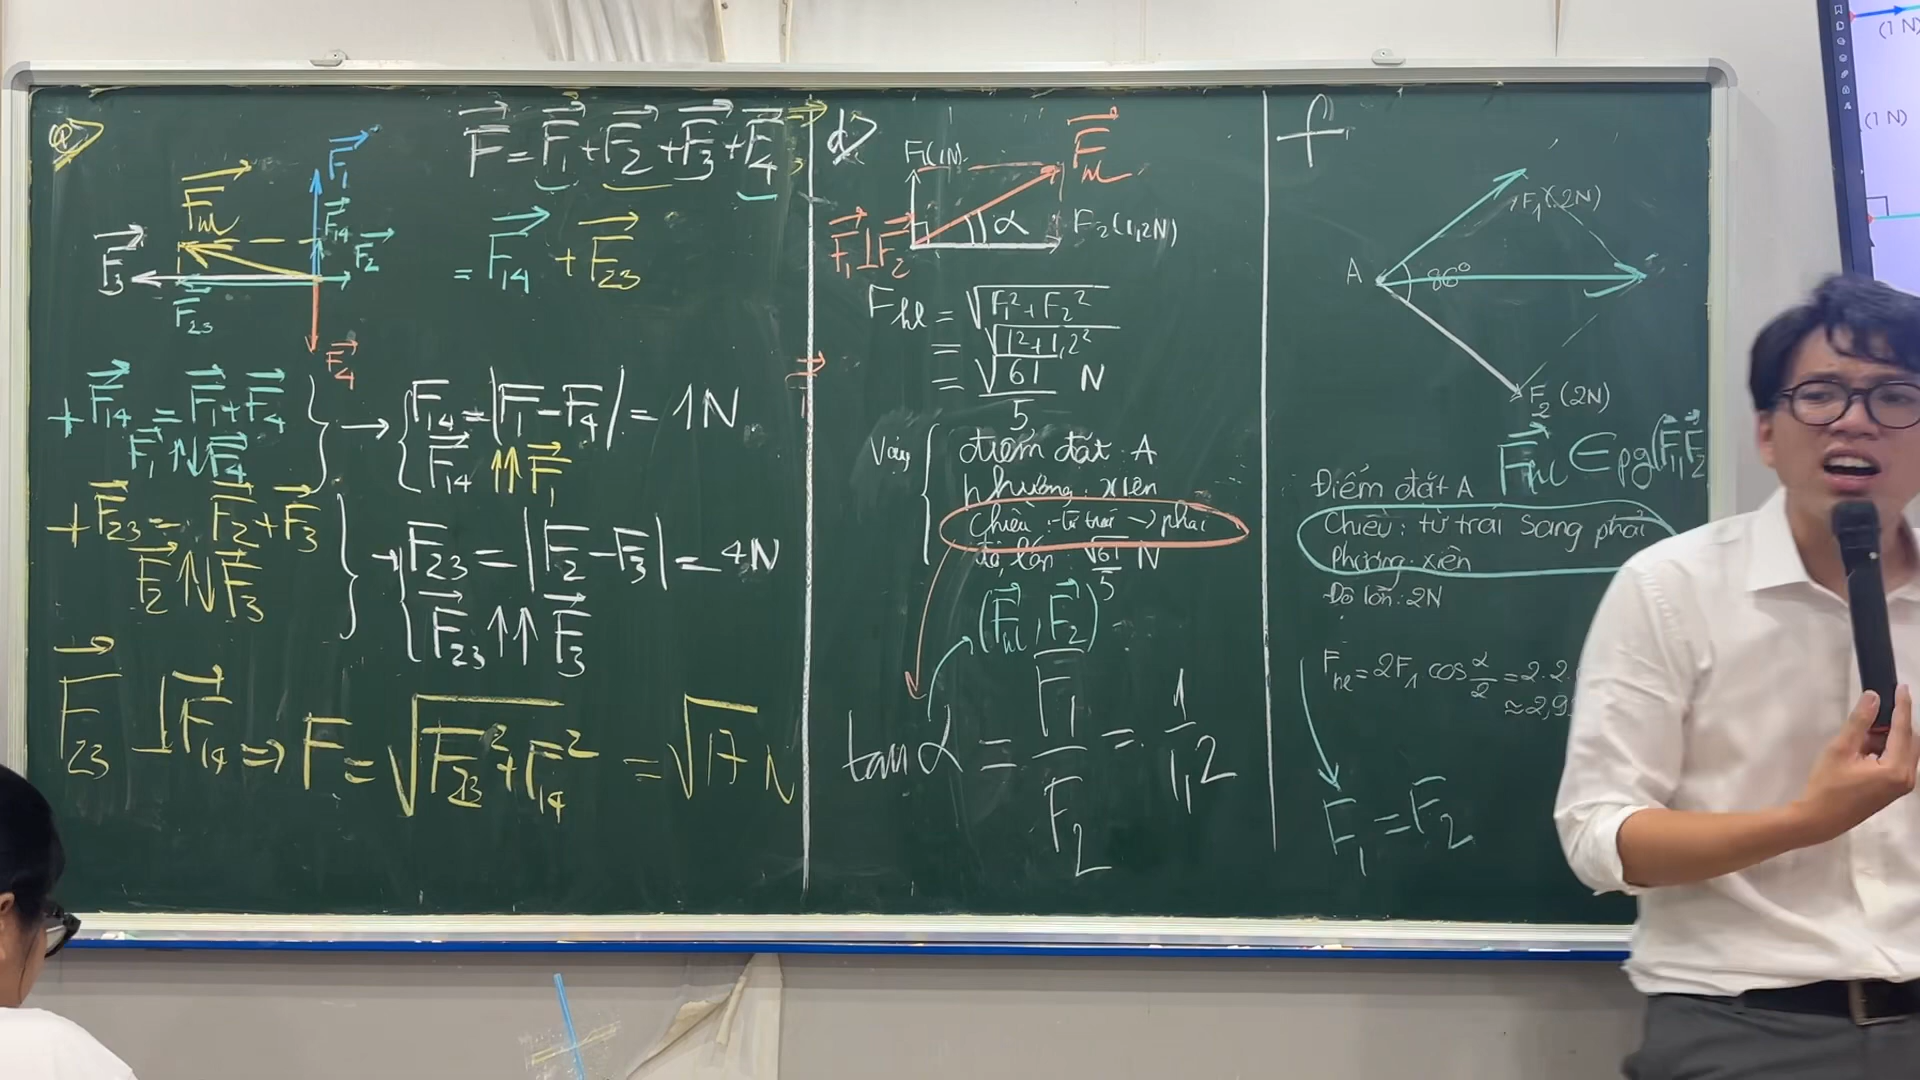 a)
F = F1 + F2 + F3 + F4
= F14 + F23
F1
Fhl
F14
F2
F3
F23
F4
+ F14 = F1 + F4
F1 ↑↓ F4
→ { F14 = |F1 - F4| = 1N
F14 ↑↑ F1
+ F23 = F2 + F3
F2 ↑↓ F3
→ { F23 = |F2 - F3| = 4N
F23 ↑↑ F3
F23 ⊥ F14 => F = √F23² + F14² = √17 N
d)
F1(1N)
Fhl
α
F2(1,2N)
F1 ⊥ F2
Fhl = √F1² + F2²
= √1² + 1,2²
= √61/5 N
Vậy { điểm đặt : A
phương : xiên
chiều : từ trái → phải
độ lớn : √61/5 N
(Fhl, F2)
tan α = F1/F2 = 1/1,2
f
F1 (2N)
A
86°
F2 (2N)
Fhl ∈ pg(F1, F2
Điểm đặt A
Chiều : từ trái sang phải
Phương : xiên
Độ lớn : 2N
Fhl = 2F1 cos α/2 = 2.2.
≈ 2,9
F1 = F2
(1 N)
(1 N)